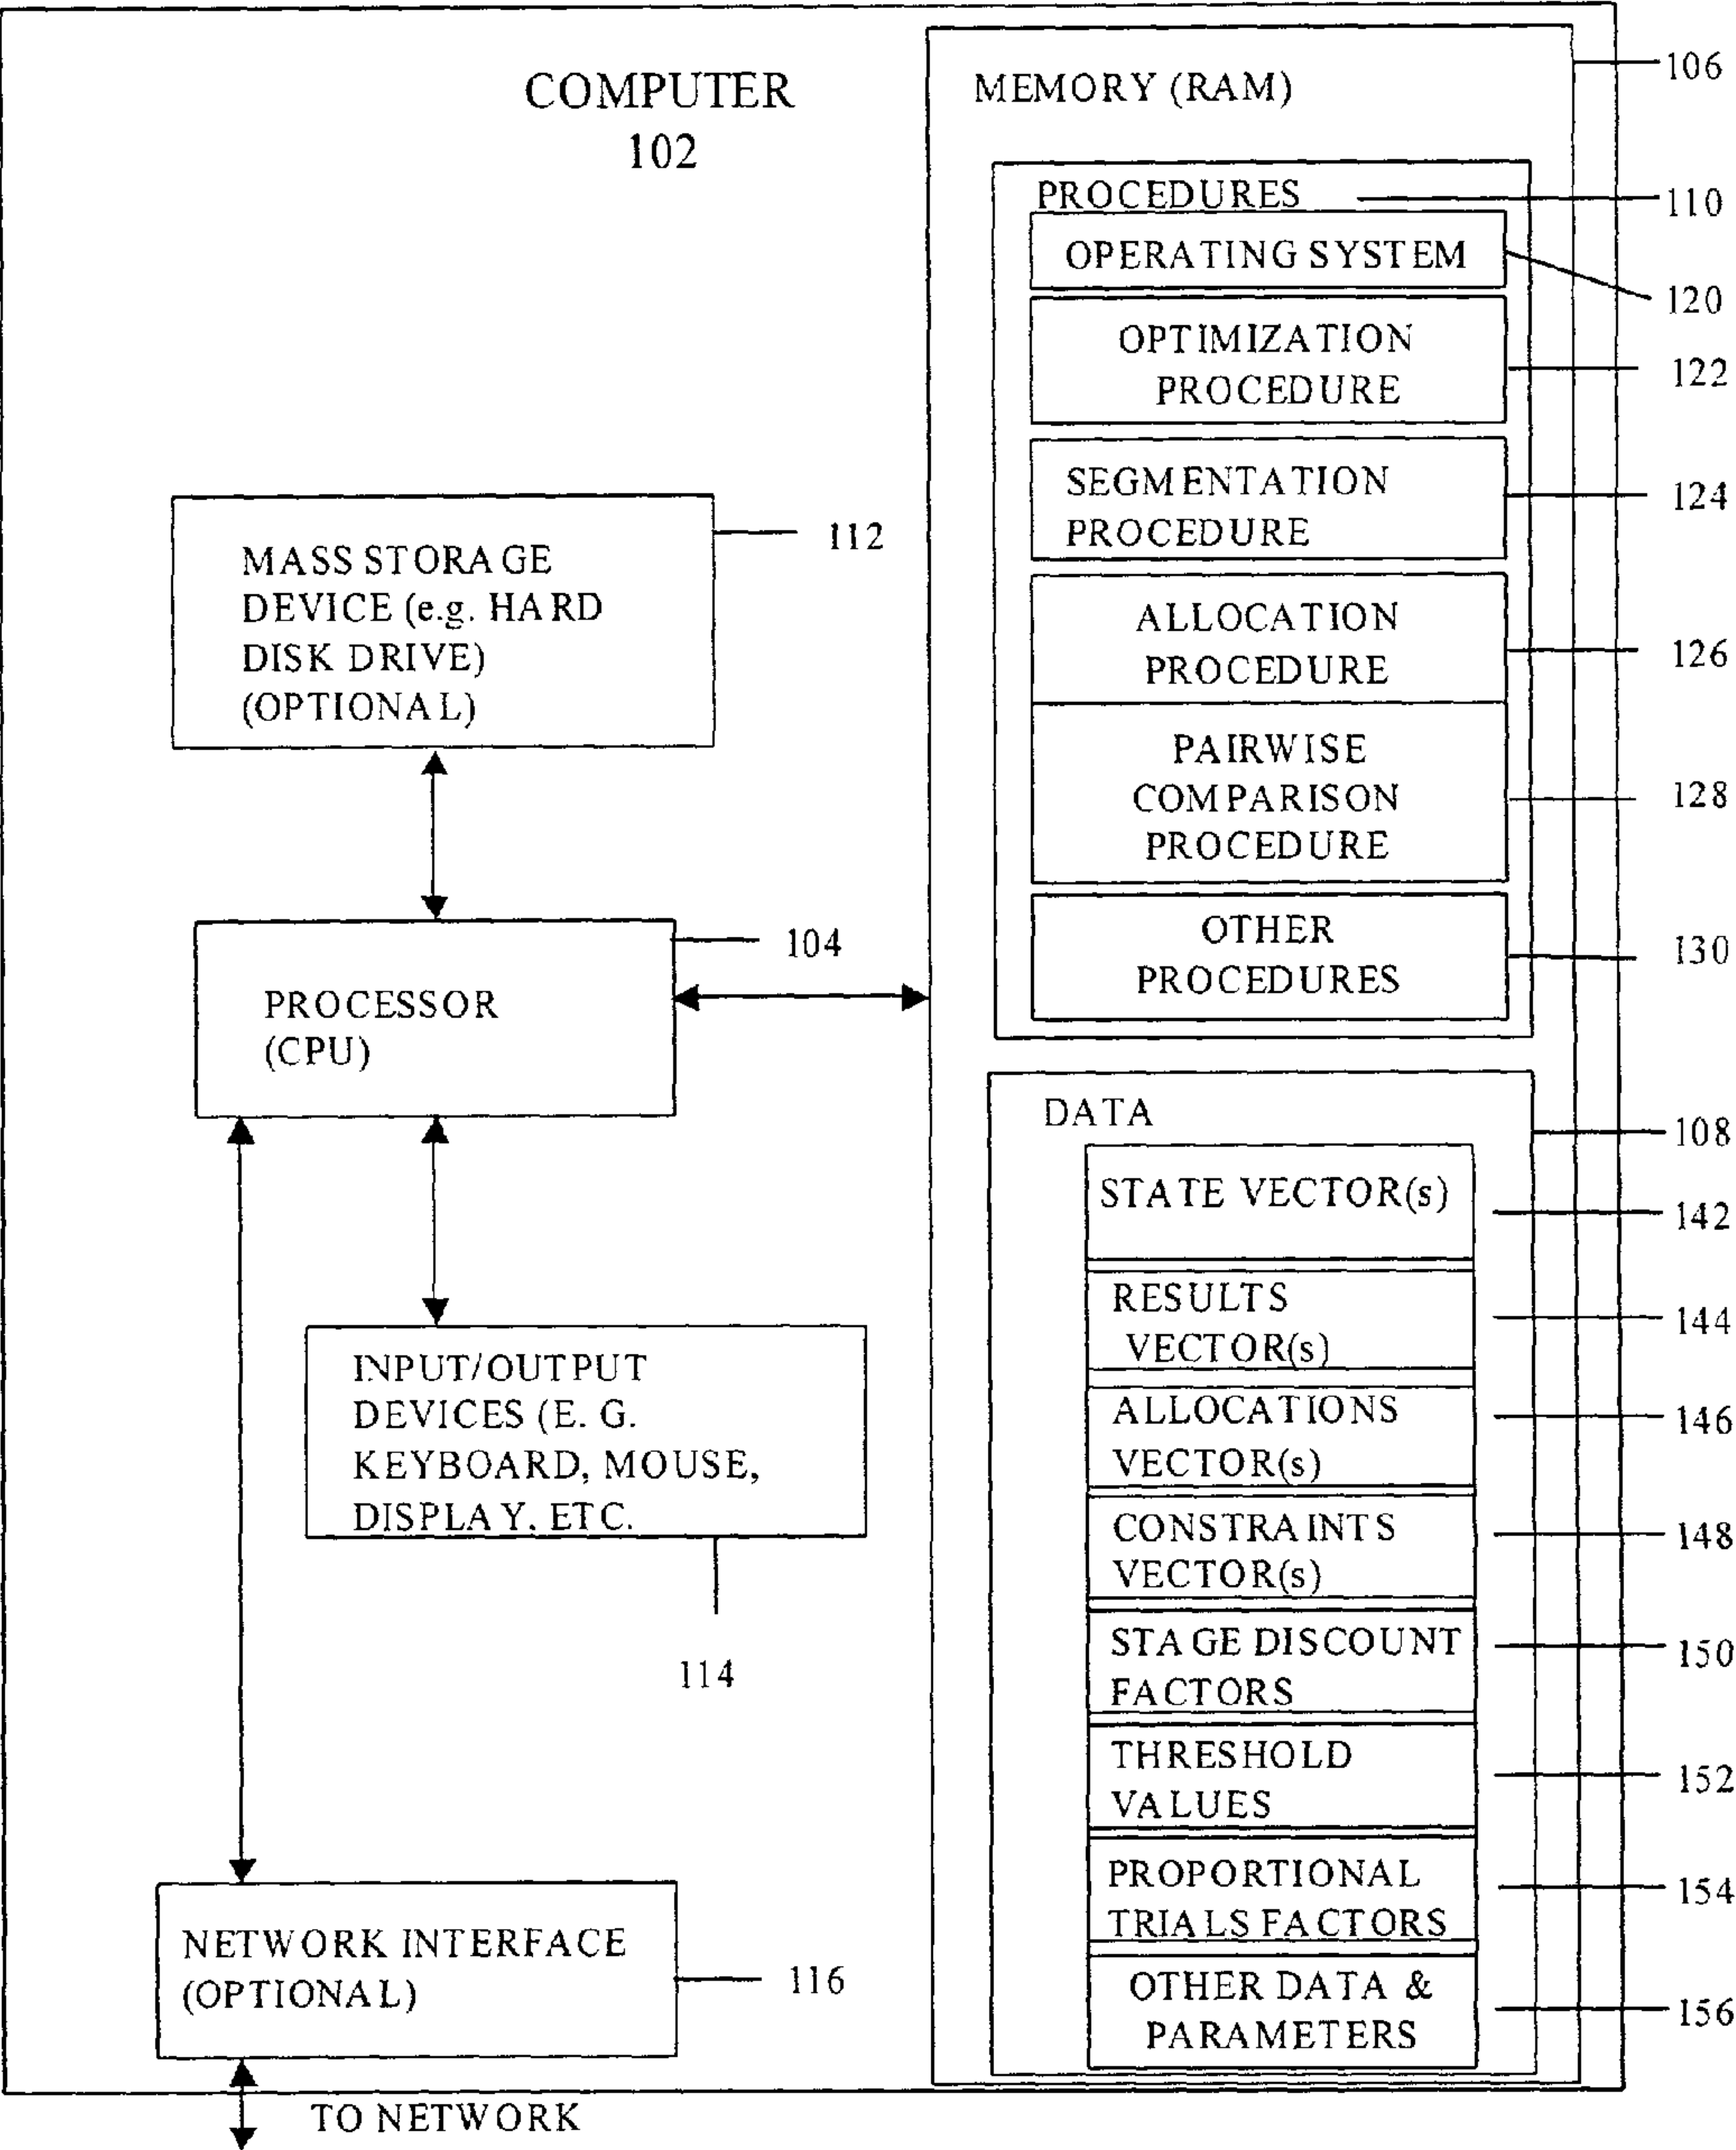 COMPUTER
102
MEMORY (RAM)
106
PROCEDURES
110
OPERATING SYSTEM
120
OPTIMIZATION
PROCEDURE
122
SEGMENTATION
PROCEDURE
124
ALLOCATION
PROCEDURE
126
PAIRWISE
COMPARISON
PROCEDURE
128
OTHER
PROCEDURES
130
MASS STORAGE
DEVICE (e.g. HARD
DISK DRIVE)
(OPTIONAL)
112
PROCESSOR
(CPU)
104
INPUT/OUTPUT
DEVICES (E. G.
KEYBOARD, MOUSE,
DISPLAY, ETC.
114
NETWORK INTERFACE
(OPTIONAL)
116
TO NETWORK
DATA
108
STATE VECTOR(s)
142
RESULTS
VECTOR(s)
144
ALLOCATIONS
VECTOR(s)
146
CONSTRAINTS
VECTOR(s)
148
STAGE DISCOUNT
FACTORS
150
THRESHOLD
VALUES
152
PROPORTIONAL
TRIALS FACTORS
154
OTHER DATA &
PARAMETERS
156